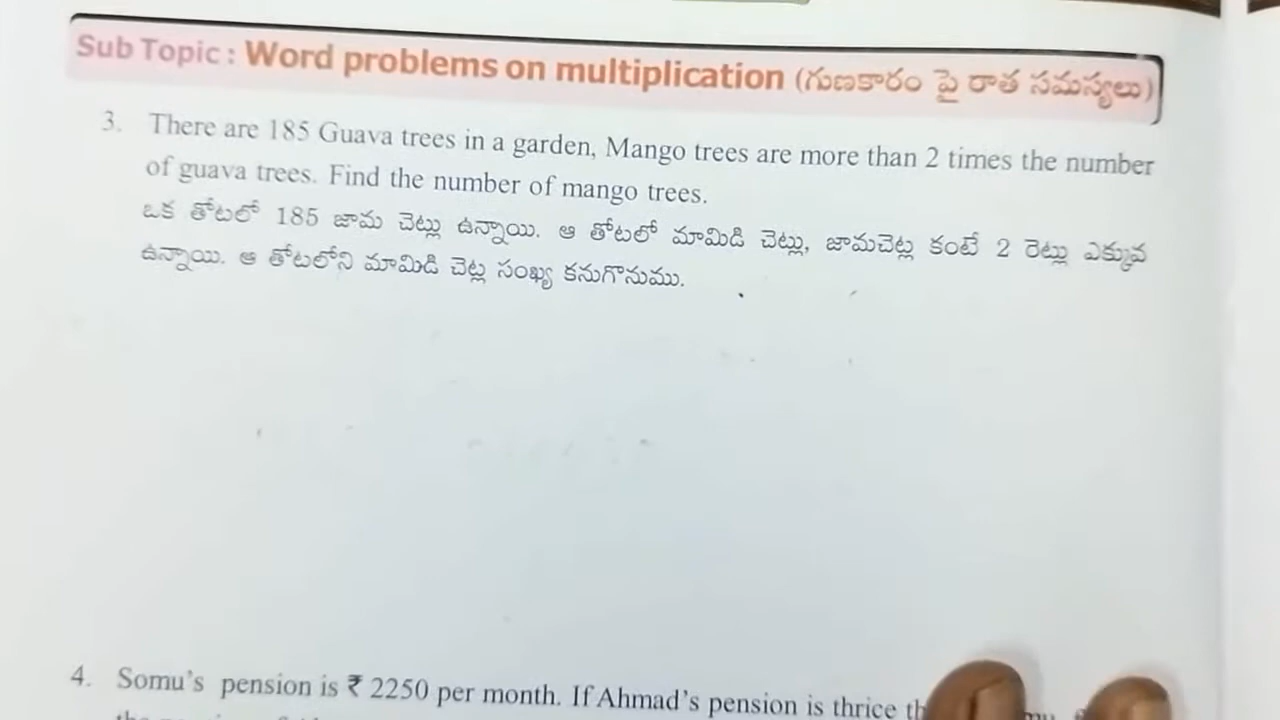 Sub Topic : Word problems on multiplication (గుణకారం పై రాత సమస్యలు)
3. There are 185 Guava trees in a garden, Mango trees are more than 2 times the number
of guava trees. Find the number of mango trees.
ఒక తోటలో 185 జామ చెట్లు ఉన్నాయి. ఆ తోటలో మామిడి చెట్లు, జామచెట్ల కంటే 2 రెట్లు ఎక్కువ
ఉన్నాయి. ఆ తోటలోని మామిడి చెట్ల సంఖ్య కనుగొనుము.
4. Somu's pension is ₹ 2250 per month. If Ahmad's pension is thrice